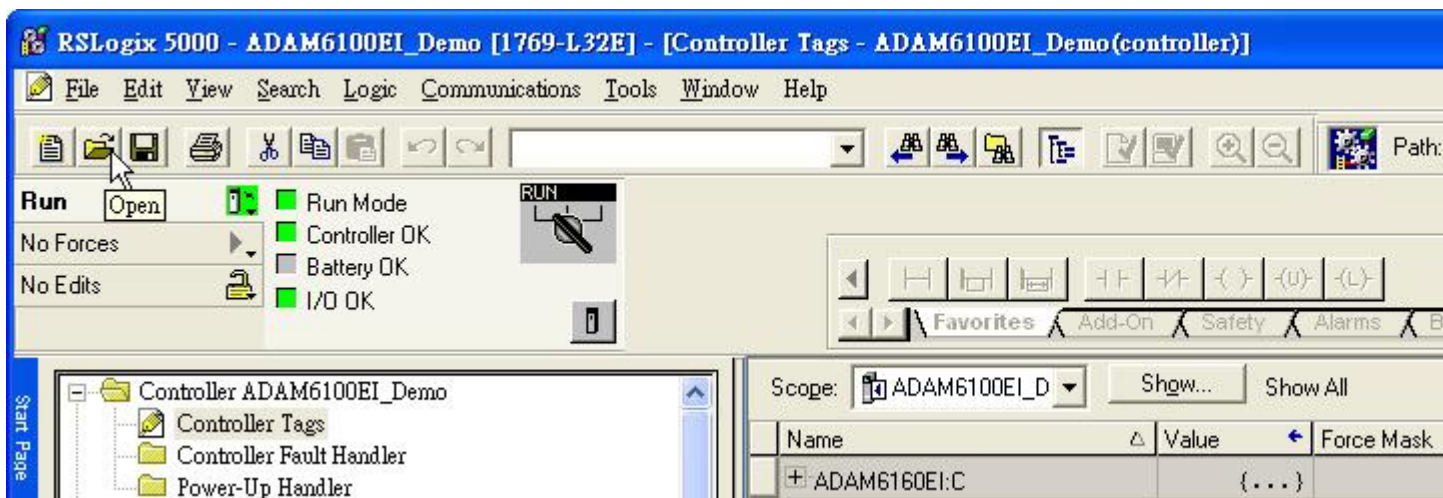 RSLogix 5000 - ADAM6100EI_Demo [1769-L32E] - [Controller Tags - ADAM6100EI_Demo(controller)]
File Edit View Search Logic Communications Tools Window Help
Path:
Open
Run
No Forces
No Edits
Run Mode
Controller OK
Battery OK
I/O OK
RUN
Favorites Add-On Safety Alarms B
Start Page
Controller ADAM6100EI_Demo
Controller Tags
Controller Fault Handler
Power-Up Handler
Scope: ADAM6100EI_D Show... Show All
Name Value Force Mask
ADAM6160EI:C {...}